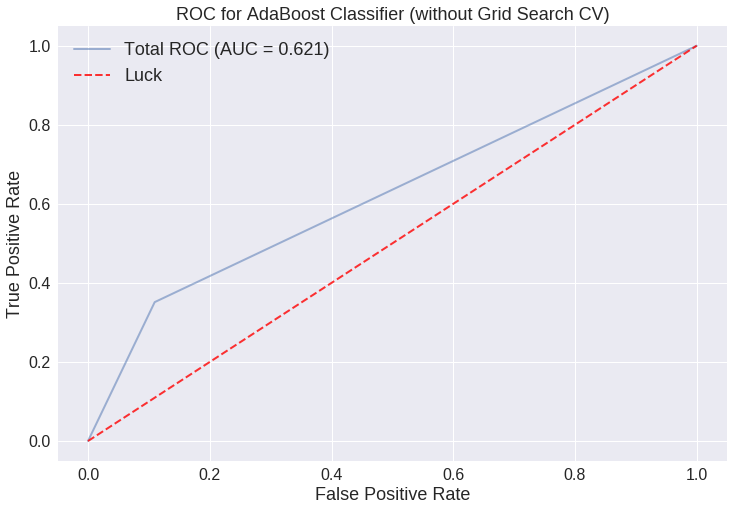 ROC for AdaBoost Classifier (without Grid Search CV)
Total ROC (AUC = 0.621)
Luck
True Positive Rate
1.0
0.8
0.6
0.4
0.2
0.0
0.0 0.2 0.4 0.6 0.8 1.0
False Positive Rate